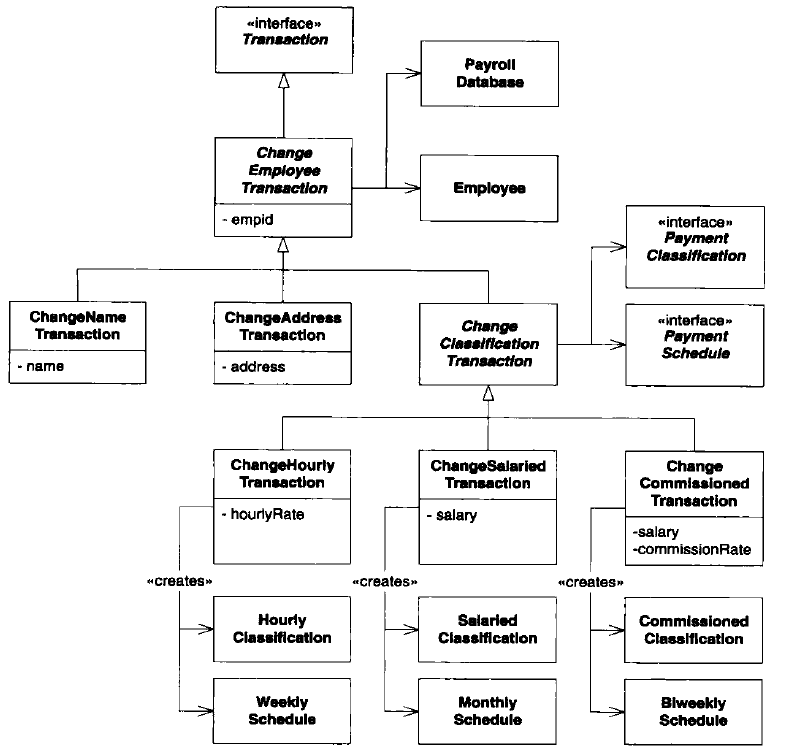 «interface»
Transaction
Payroll
Database
Change
Employee
Transaction
- empid
Employee
«interface»
Payment
Classification
ChangeName
Transaction
- name
ChangeAddress
Transaction
- address
Change
Classification
Transaction
«interface»
Payment
Schedule
ChangeHourly
Transaction
- hourlyRate
ChangeSalaried
Transaction
- salary
Change
Commissioned
Transaction
-salary
-commissionRate
«creates»
«creates»
«creates»
Hourly
Classification
Salaried
Classification
Commissioned
Classification
Weekly
Schedule
Monthly
Schedule
Biweekly
Schedule